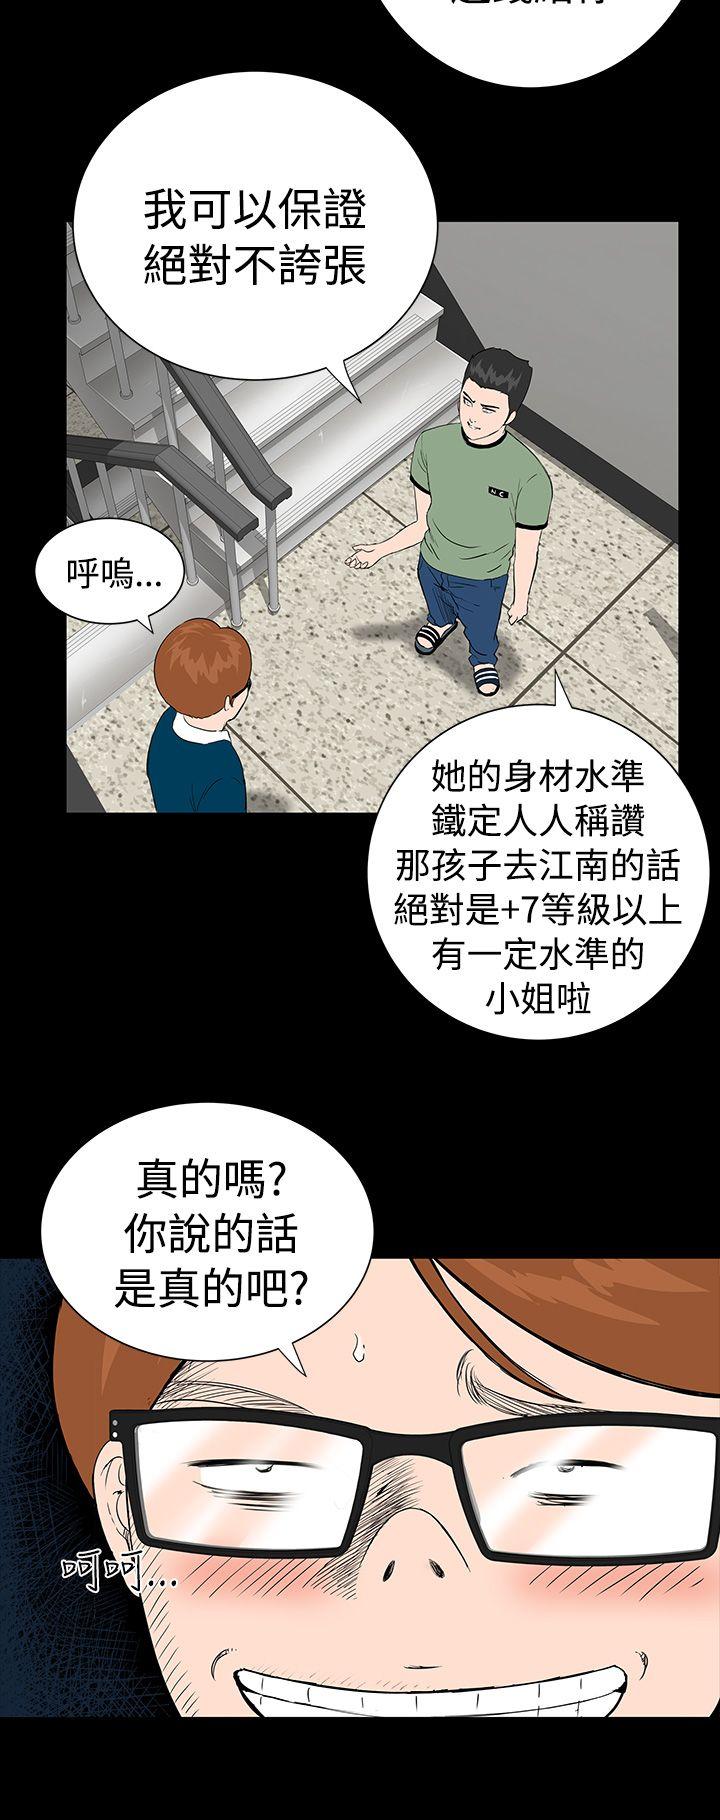 我可以保證
絕對不誇張
N.C
呼嗚...
她的身材水準
鐵定人人稱讚
那孩子去江南的話
絕對是+7等級以上
有一定水準的
小姐啦
真的嗎?
你說的話
是真的吧?
呵呵...